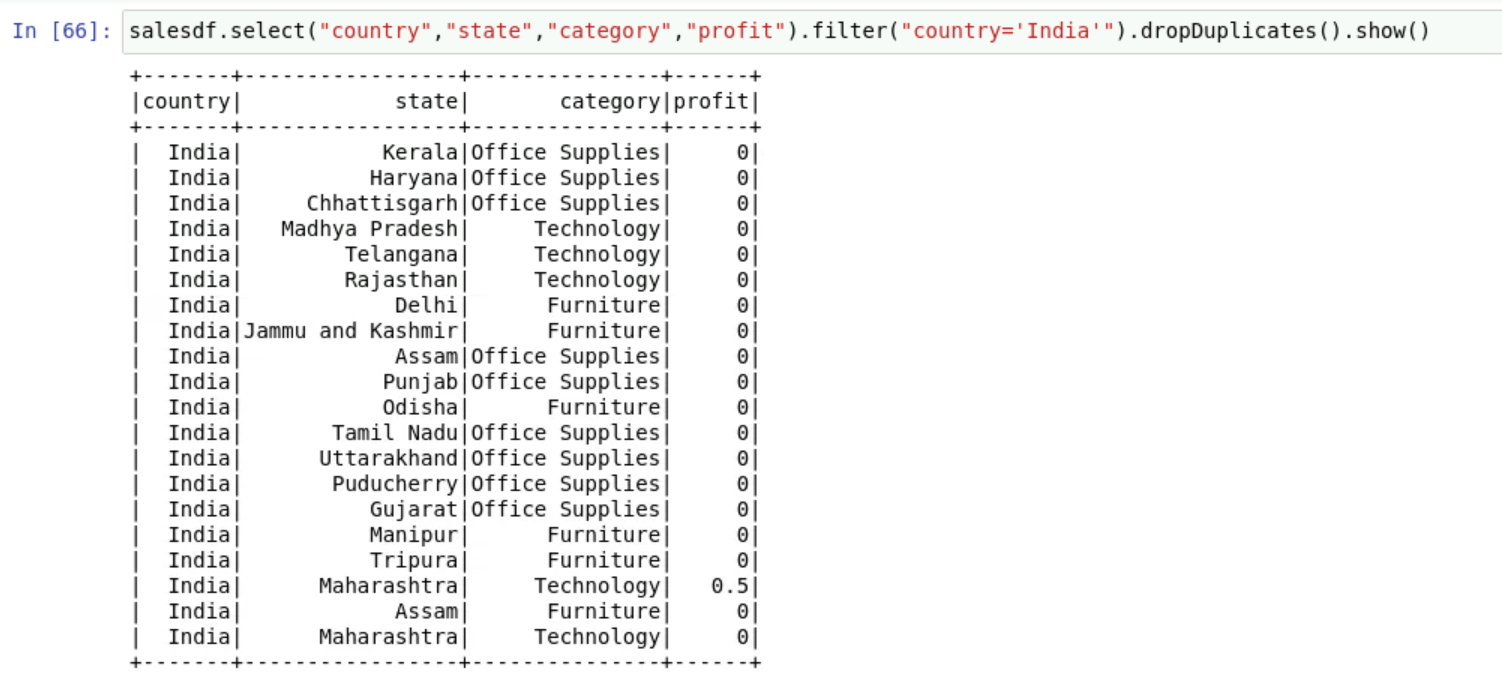 In [66]: salesdf.select("country","state","category","profit").filter("country='India'").dropDuplicates().show()
+-------+-----------------+---------------+------+
|country|            state|       category|profit|
+-------+-----------------+---------------+------+
|  India|           Kerala|Office Supplies|     0|
|  India|          Haryana|Office Supplies|     0|
|  India|     Chhattisgarh|Office Supplies|     0|
|  India|   Madhya Pradesh|     Technology|     0|
|  India|        Telangana|     Technology|     0|
|  India|        Rajasthan|     Technology|     0|
|  India|            Delhi|      Furniture|     0|
|  India|Jammu and Kashmir|      Furniture|     0|
|  India|            Assam|Office Supplies|     0|
|  India|           Punjab|Office Supplies|     0|
|  India|           Odisha|      Furniture|     0|
|  India|       Tamil Nadu|Office Supplies|     0|
|  India|      Uttarakhand|Office Supplies|     0|
|  India|       Puducherry|Office Supplies|     0|
|  India|          Gujarat|Office Supplies|     0|
|  India|          Manipur|      Furniture|     0|
|  India|          Tripura|      Furniture|     0|
|  India|      Maharashtra|     Technology|   0.5|
|  India|            Assam|      Furniture|     0|
|  India|      Maharashtra|     Technology|     0|
+-------+-----------------+---------------+------+